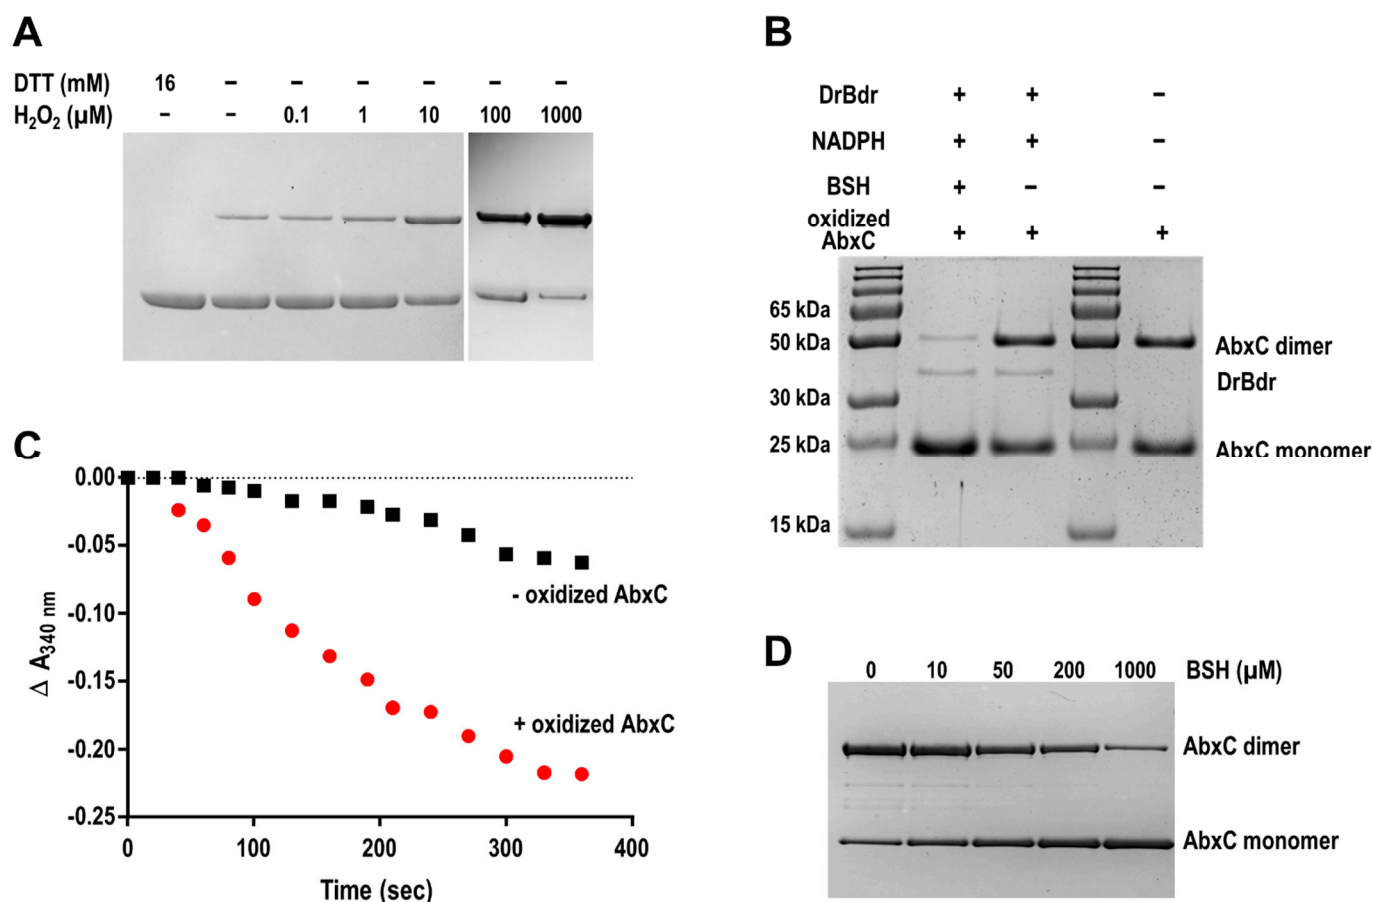 A
DTT (mM) 16 – – – – – –
H₂O₂ (µM) – – 0.1 1 10 100 1000
B
DrBdr + + –
NADPH + + –
BSH + – –
oxidized
AbxC + + +
65 kDa
50 kDa
30 kDa
25 kDa
15 kDa
AbxC dimer
DrBdr
AbxC monomer
C
0.00
-0.05
-0.10
-0.15
-0.20
-0.25
Δ A340 nm
- oxidized AbxC
+ oxidized AbxC
0 100 200 300 400
Time (sec)
D
0 10 50 200 1000 BSH (µM)
AbxC dimer
AbxC monomer